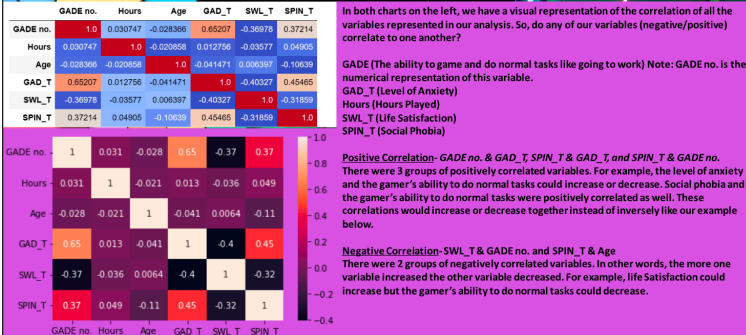 GADE no. Hours Age GAD_T SWL_T SPIN_T
GADE no. 1.0 0.030747 -0.028366 0.65207 -0.36978 0.37214
Hours 0.030747 1.0 -0.020858 0.012756 -0.03577 0.04905
Age -0.028366 -0.020858 1.0 -0.041471 0.006397 -0.10639
GAD_T 0.65207 0.012756 -0.041471 1.0 -0.40327 0.45465
SWL_T -0.36978 -0.03577 0.006397 -0.40327 1.0 -0.31859
SPIN_T 0.37214 0.04905 -0.10639 0.45465 -0.31859 1.0
GADE no. 1 0.031 -0.028 0.65 -0.37 0.37
Hours 0.031 1 -0.021 0.013 -0.036 0.049
Age -0.028 -0.021 1 -0.041 0.0064 -0.11
GAD_T 0.65 0.013 -0.041 1 -0.4 0.45
SWL_T -0.37 -0.036 0.0064 -0.4 1 -0.32
SPIN_T 0.37 0.049 -0.11 0.45 -0.32 1
GADE no. Hours Age GAD_T SWL_T SPIN_T
1.0
0.8
0.6
0.4
0.2
0.0
-0.2
-0.4
In both charts on the left, we have a visual representation of the correlation of all the
variables represented in our analysis. So, do any of our variables (negative/positive)
correlate to one another?
GADE (The ability to game and do normal tasks like going to work) Note: GADE no. is the
numerical representation of this variable.
GAD_T (Level of Anxiety)
Hours (Hours Played)
SWL_T (Life Satisfaction)
SPIN_T (Social Phobia)
Positive Correlation- GADE no. & GAD_T, SPIN_T & GAD_T, and SPIN_T & GADE no.
There were 3 groups of positively correlated variables. For example, the level of anxiety
and the gamer's ability to do normal tasks could increase or decrease. Social phobia and
the gamer's ability to do normal tasks were positively correlated as well. These
correlations would increase or decrease together instead of inversely like our example
below.
Negative Correlation- SWL_T & GADE no. and SPIN_T & Age
There were 2 groups of negatively correlated variables. In other words, the more one
variable increased the other variable decreased. For example, life Satisfaction could
increase but the gamer's ability to do normal tasks could decrease.